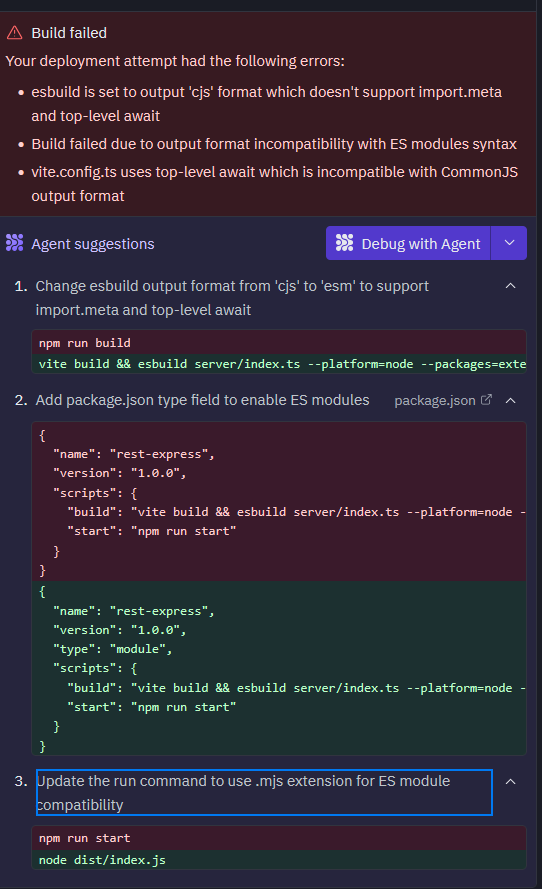 Build failed
Your deployment attempt had the following errors:
• esbuild is set to output 'cjs' format which doesn't support import.meta
and top-level await
• Build failed due to output format incompatibility with ES modules syntax
• vite.config.ts uses top-level await which is incompatible with CommonJS
output format
Agent suggestions
Debug with Agent
1. Change esbuild output format from 'cjs' to 'esm' to support
import.meta and top-level await
npm run build
vite build && esbuild server/index.ts --platform=node --packages=exte
2. Add package.json type field to enable ES modules
package.json
{
  "name": "rest-express",
  "version": "1.0.0",
  "scripts": {
    "build": "vite build && esbuild server/index.ts --platform=node -
    "start": "npm run start"
  }
}
{
  "name": "rest-express",
  "version": "1.0.0",
  "type": "module",
  "scripts": {
    "build": "vite build && esbuild server/index.ts --platform=node -
    "start": "npm run start"
  }
}
3. Update the run command to use .mjs extension for ES module
compatibility
npm run start
node dist/index.js